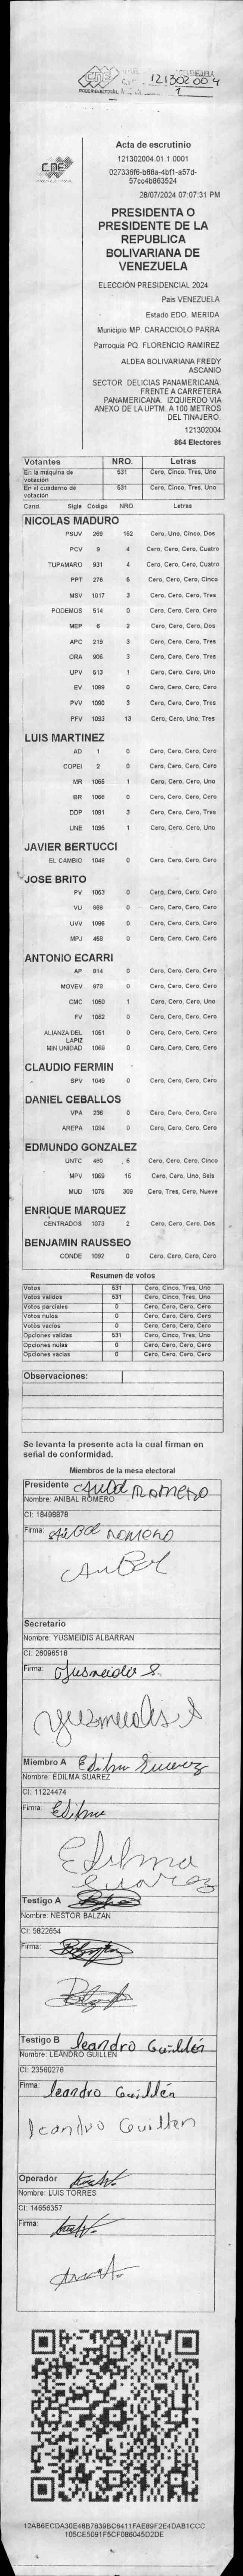 CNE
PODER ELECTORAL
121302004
1
CNE
Acta de escrutinio
121302004.01.1.0001
027336f6-b88a-4bf1-a57d-
57cc4b863524
28/07/2024 07:07:31 PM
PRESIDENTA O
PRESIDENTE DE LA
REPUBLICA
BOLIVARIANA DE
VENEZUELA
ELECCIÓN PRESIDENCIAL 2024
Pais VENEZUELA
Estado EDO. MERIDA
Municipio MP. CARACCIOLO PARRA
Parroquia PQ. FLORENCIO RAMIREZ
ALDEA BOLIVARIANA FREDY
ASCANIO
SECTOR DELICIAS PANAMERICANA.
FRENTE A CARRETERA
PANAMERICANA. IZQUIERDO VIA
ANEXO DE LA UPTM. A 100 METROS
DEL TINAJERO.
121302004
864 Electores
Votantes NRO. Letras
En la máquina de votación 531 Cero, Cinco, Tres, Uno
En el cuaderno de votación 531 Cero, Cinco, Tres, Uno
Cand. Sigla Código NRO. Letras
NICOLAS MADURO
PSUV 269 152 Cero, Uno, Cinco, Dos
PCV 9 4 Cero, Cero, Cero, Cuatro
TUPAMARO 931 4 Cero, Cero, Cero, Cuatro
PPT 276 5 Cero, Cero, Cero, Cinco
MSV 1017 3 Cero, Cero, Cero, Tres
PODEMOS 514 0 Cero, Cero, Cero, Cero
MEP 6 2 Cero, Cero, Cero, Dos
APC 219 3 Cero, Cero, Cero, Tres
ORA 906 3 Cero, Cero, Cero, Tres
UPV 513 1 Cero, Cero, Cero, Uno
EV 1089 0 Cero, Cero, Cero, Cero
PVV 1090 3 Cero, Cero, Cero, Tres
PFV 1093 13 Cero, Cero, Uno, Tres
LUIS MARTINEZ
AD 1 0 Cero, Cero, Cero, Cero
COPEI 2 0 Cero, Cero, Cero, Cero
MR 1065 1 Cero, Cero, Cero, Uno
BR 1066 0 Cero, Cero, Cero, Cero
DDP 1091 3 Cero, Cero, Cero, Tres
UNE 1095 1 Cero, Cero, Cero, Uno
JAVIER BERTUCCI
EL CAMBIO 1048 0 Cero, Cero, Cero, Cero
JOSE BRITO
PV 1053 0 Cero, Cero, Cero, Cero
VU 868 0 Cero, Cero, Cero, Cero
UVV 1096 0 Cero, Cero, Cero, Cero
MPJ 458 0 Cero, Cero, Cero, Cero
ANTONIO ECARRI
AP 814 0 Cero, Cero, Cero, Cero
MOVEV 978 0 Cero, Cero, Cero, Cero
CMC 1050 1 Cero, Cero, Cero, Uno
FV 1062 0 Cero, Cero, Cero, Cero
ALIANZA DEL LAPIZ 1051 0 Cero, Cero, Cero, Cero
MIN UNIDAD 1069 0 Cero, Cero, Cero, Cero
CLAUDIO FERMIN
SPV 1049 0 Cero, Cero, Cero, Cero
DANIEL CEBALLOS
VPA 236 0 Cero, Cero, Cero, Cero
AREPA 1094 0 Cero, Cero, Cero, Cero
EDMUNDO GONZALEZ
UNTC 460 5 Cero, Cero, Cero, Cinco
MPV 1059 16 Cero, Cero, Uno, Seis
MUD 1075 309 Cero, Tres, Cero, Nueve
ENRIQUE MARQUEZ
CENTRADOS 1073 2 Cero, Cero, Cero, Dos
BENJAMIN RAUSSEO
CONDE 1092 0 Cero, Cero, Cero, Cero
Resumen de votos
Votos 531 Cero, Cinco, Tres, Uno
Votos válidos 531 Cero, Cinco, Tres, Uno
Votos parciales 0 Cero, Cero, Cero, Cero
Votos nulos 0 Cero, Cero, Cero, Cero
Votos vacíos 0 Cero, Cero, Cero, Cero
Opciones validas 531 Cero, Cinco, Tres, Uno
Opciones nulas 0 Cero, Cero, Cero, Cero
Opciones vacías 0 Cero, Cero, Cero, Cero
Observaciones:
Se levanta la presente acta la cual firman en
señal de conformidad.
Miembros de la mesa electoral
Presidente Anibal Romero
Nombre: ANIBAL ROMERO
CI: 18498878
Firma: Anibal Romero
Anibal
Secretario
Nombre: YUSMEIDIS ALBARRAN
CI: 26096518
Firma: Yusmeidis A.
Yusmeidis A
Miembro A Edilma Suarez
Nombre: EDILMA SUAREZ
CI: 11224474
Firma: Edilma
Edilma
Suarez
Testigo A
Nombre: NESTOR BALZAN
CI: 5822654
Firma:
Testigo B leandro Guillén
Nombre: LEANDRO GUILLEN
CI: 23560276
Firma: leandro Guillén
leandro Guillen
Operador
Nombre: LUIS TORRES
CI: 14656357
Firma:
12AB6ECDA30E48B7839BC6411FAE89F2E4DAB1CCC
105CE5091F5CF086045D2DE